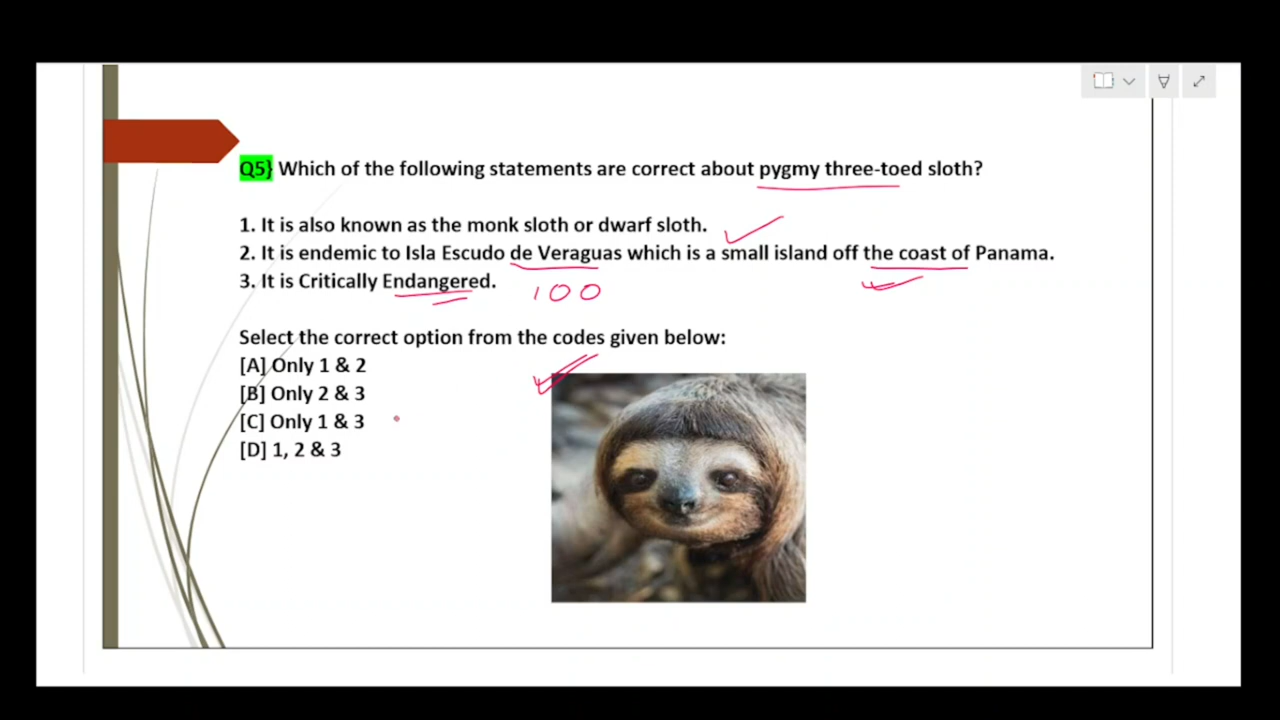 Q5} Which of the following statements are correct about pygmy three-toed sloth?
1. It is also known as the monk sloth or dwarf sloth.
2. It is endemic to Isla Escudo de Veraguas which is a small island off the coast of Panama.
3. It is Critically Endangered. 100
Select the correct option from the codes given below:
[A] Only 1 & 2
[B] Only 2 & 3
[C] Only 1 & 3
[D] 1, 2 & 3